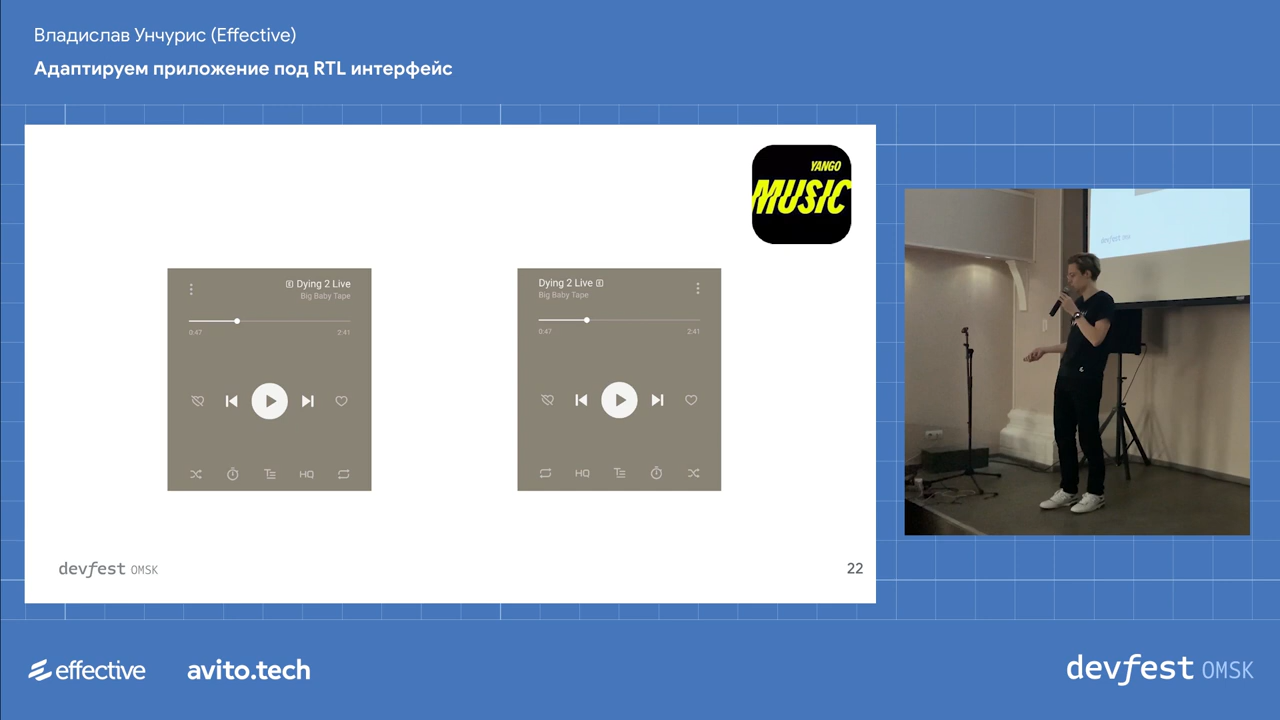 Владислав Унчурис (Effective)
Адаптируем приложение под RTL интерфейс
YANGO
MUSIC
E Dying 2 Live
Big Baby Tape
0:47 2:41
HQ
Dying 2 Live E
Big Baby Tape
0:47 2:41
HQ
devfest OMSK
22
effective
avito.tech
devfest OMSK